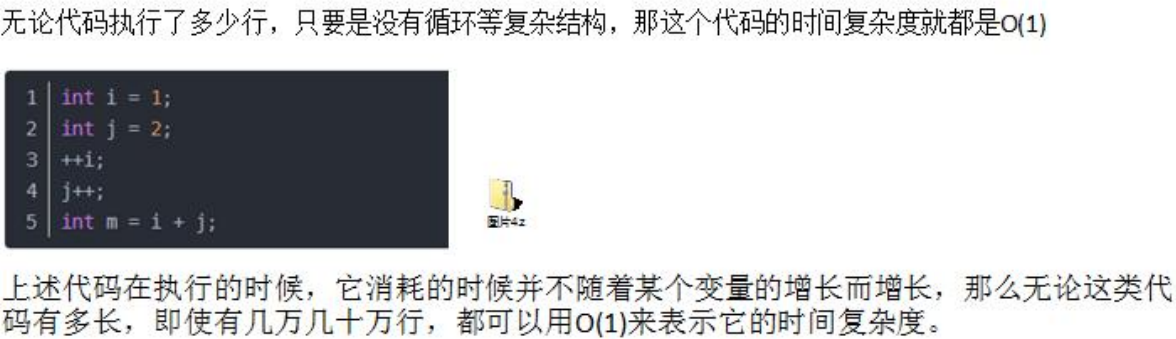 无论代码执行了多少行，只要是没有循环等复杂结构，那这个代码的时间复杂度就都是O(1)
1 int i = 1;
2 int j = 2;
3 ++i;
4 j++;
5 int m = i + j;
图片4z
上述代码在执行的时候，它消耗的时候并不随着某个变量的增长而增长，那么无论这类代
码有多长，即使有几万几十万行，都可以用O(1)来表示它的时间复杂度。